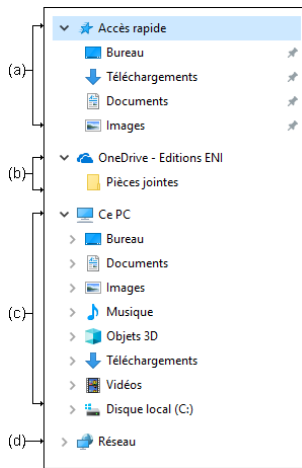 Accès rapide
(a)
Bureau
Téléchargements
Documents
Images
(b)
OneDrive - Editions ENI
Pièces jointes
Ce PC
Bureau
Documents
Images
(c)
Musique
Objets 3D
Téléchargements
Vidéos
Disque local (C:)
(d)
Réseau